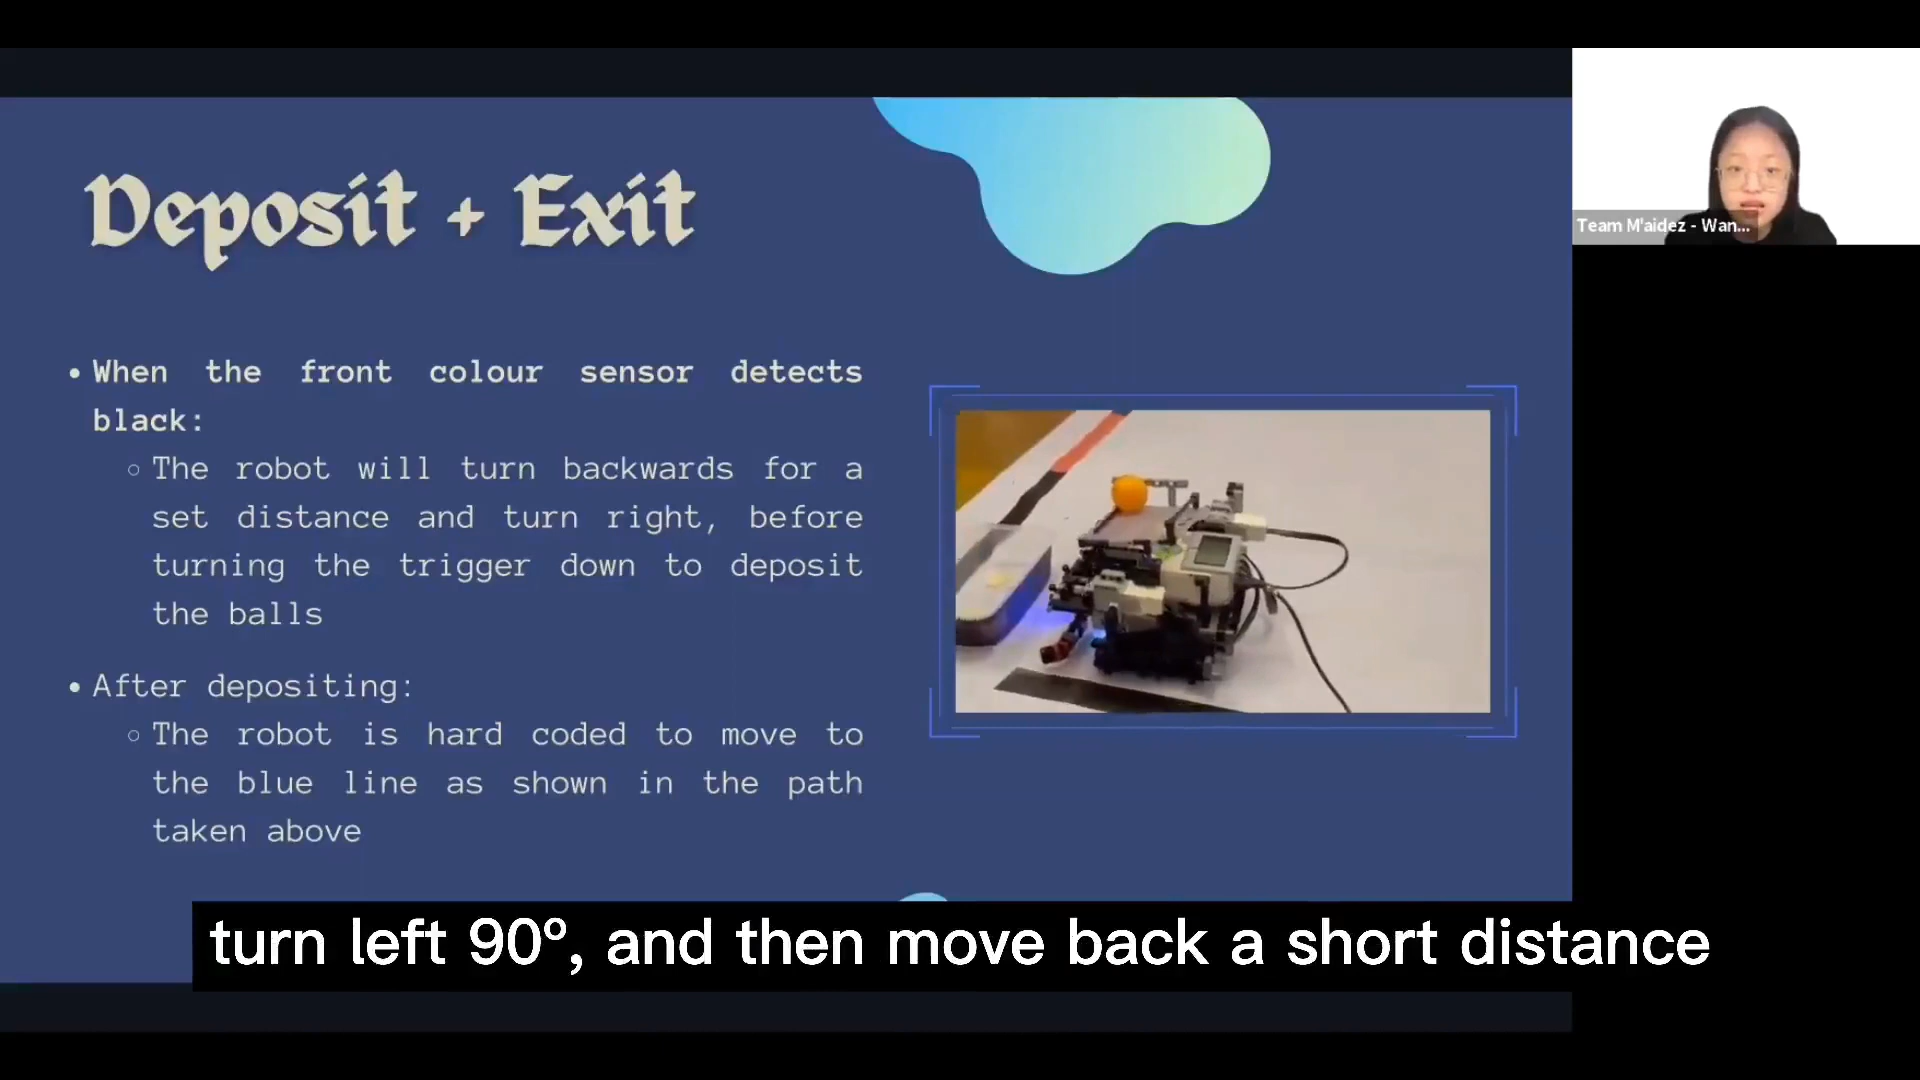 Deposit + Exit
Team M'aidez - Wan...
• When the front colour sensor detects
black:
○ The robot will turn backwards for a
set distance and turn right, before
turning the trigger down to deposit
the balls
• After depositing:
○ The robot is hard coded to move to
the blue line as shown in the path
taken above
turn left 90°, and then move back a short distance